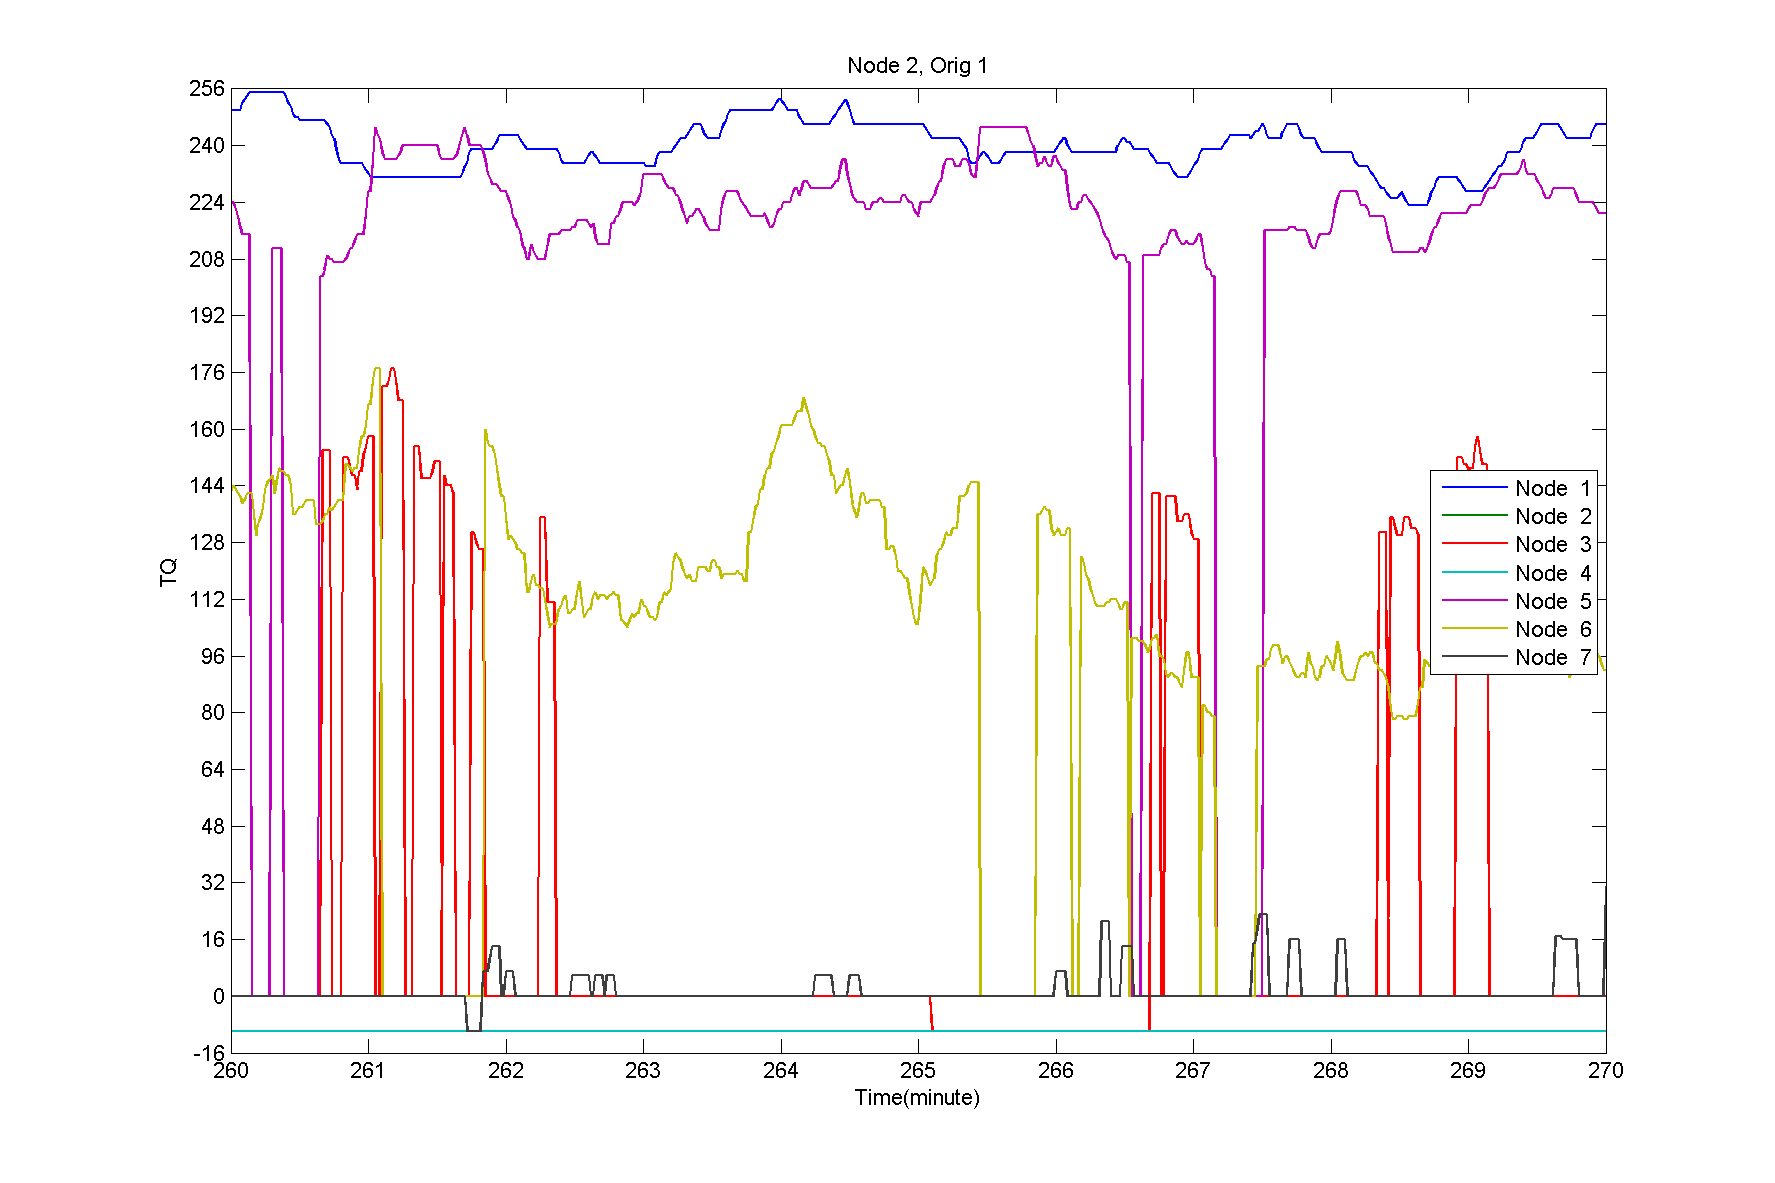 Node 2, Orig 1
256
240
224
208
192
176
160
144
128
112
96
80
64
48
32
16
0
-16
TQ
Node 1
Node 2
Node 3
Node 4
Node 5
Node 6
Node 7
260 261 262 263 264 265 266 267 268 269 270
Time(minute)